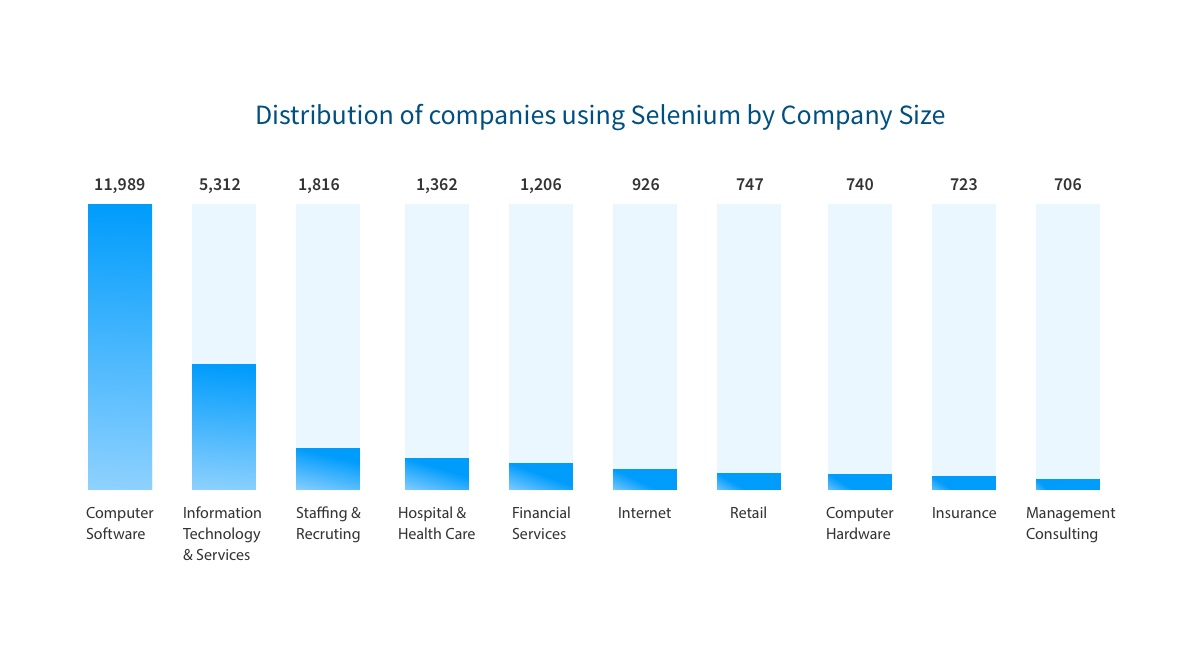 Distribution of companies using Selenium by Company Size
11,989
5,312
1,816
1,362
1,206
926
747
740
723
706
Computer
Software
Information
Technology
& Services
Staffing &
Recruting
Hospital &
Health Care
Financial
Services
Internet
Retail
Computer
Hardware
Insurance
Management
Consulting